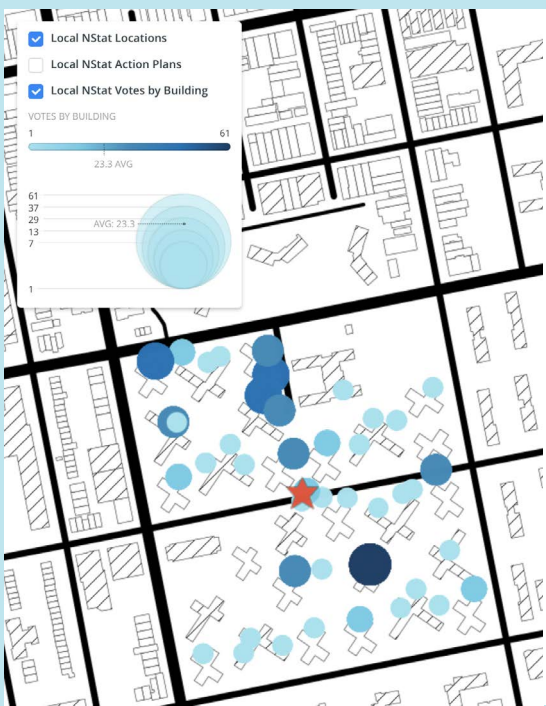 Local NStat Locations
Local NStat Action Plans
Local NStat Votes by Building
VOTES BY BUILDING
1 61
23.3 AVG
61
37
29
13
7
1
AVG: 23.3